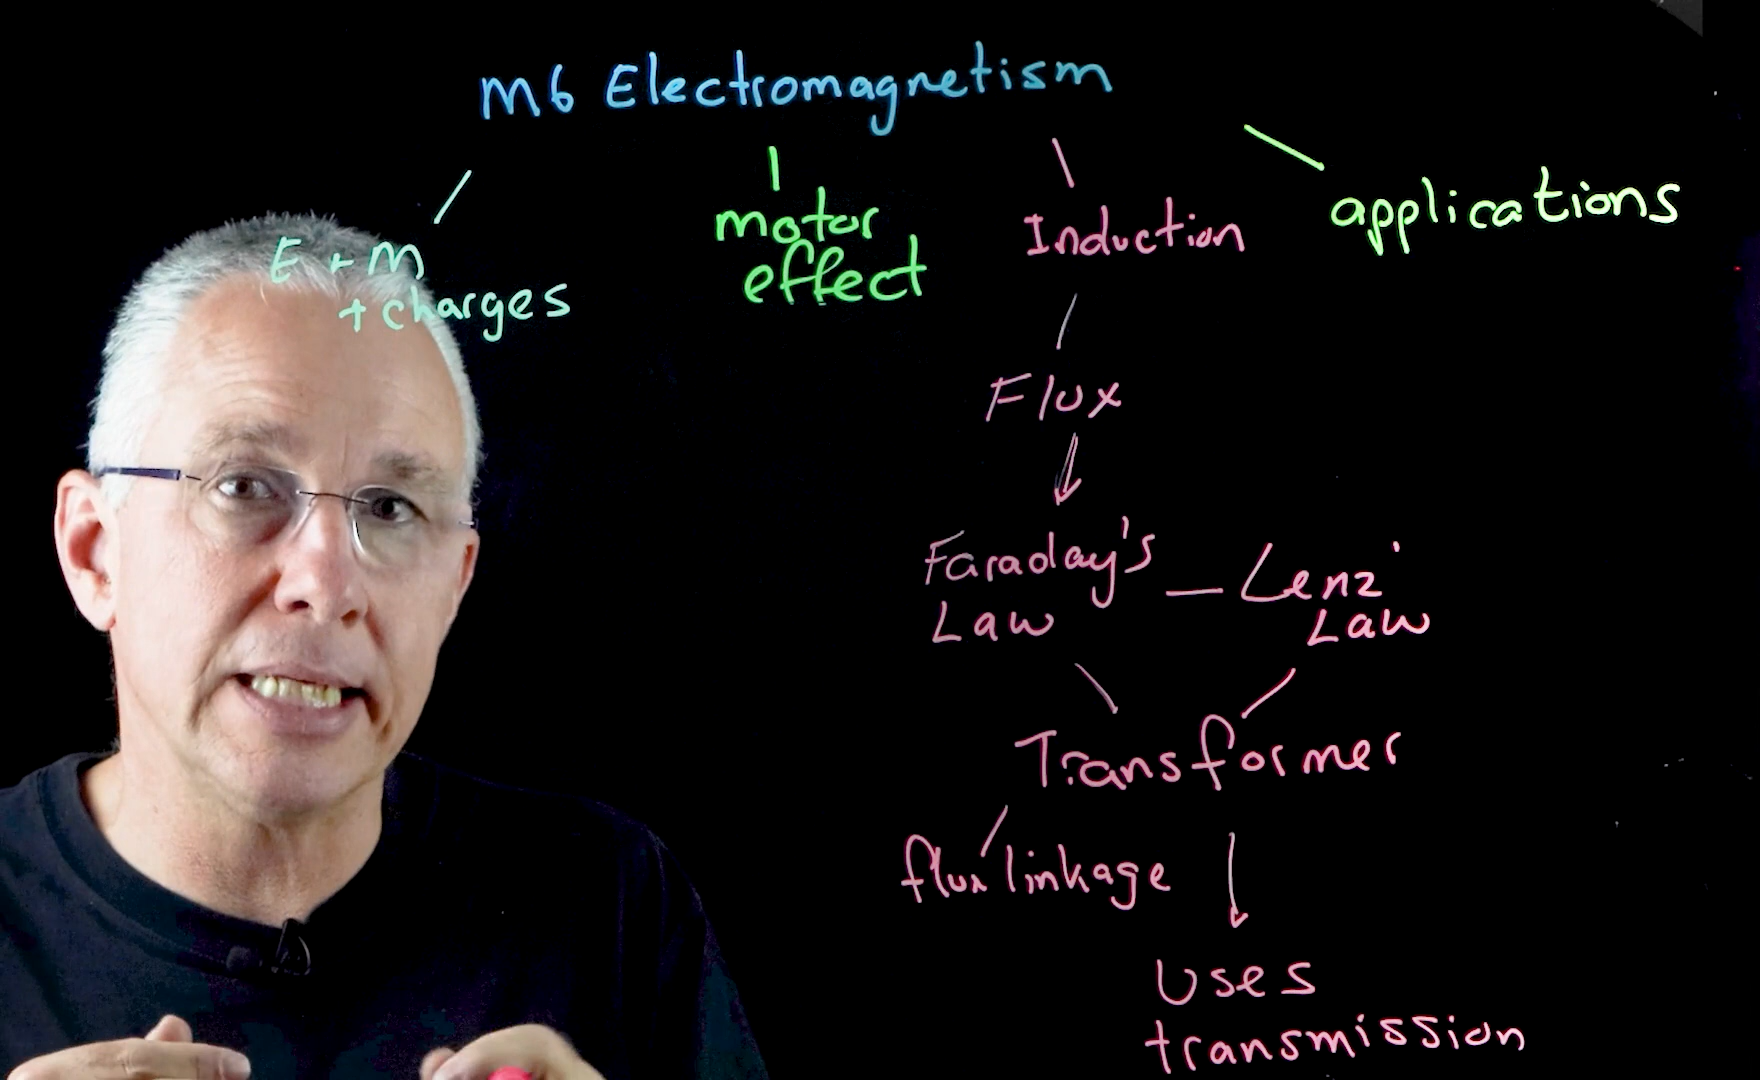 M6 Electromagnetism
E + M
+ charges
motor
effect
Induction
applications
Flux
Faraday's
Law
Lenz'
Law
Transformer
flux linkage
Uses
transmission